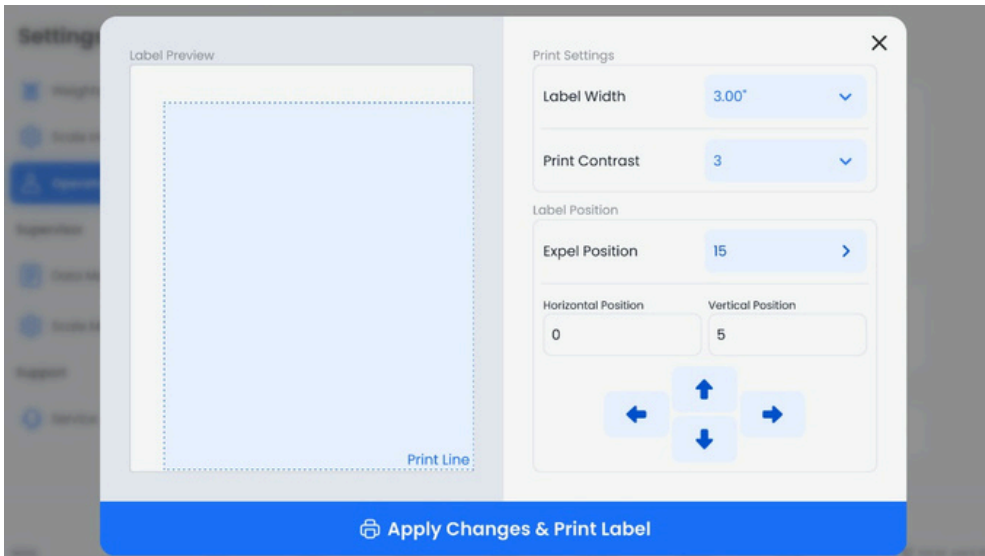 Settings
Label Preview
Print Line
Print Settings
Label Width
3.00"
Print Contrast
3
Label Position
Expel Position
15
Horizontal Position
Vertical Position
0
5
Supervisor
Support
Service
Apply Changes & Print Label